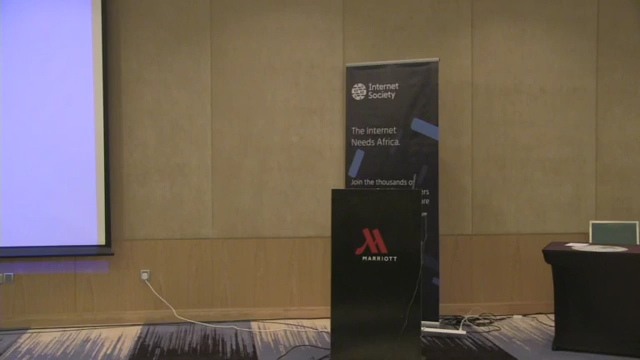 Internet
Society
The Internet
Needs Africa.
Join the thousands of
MARRIOTT